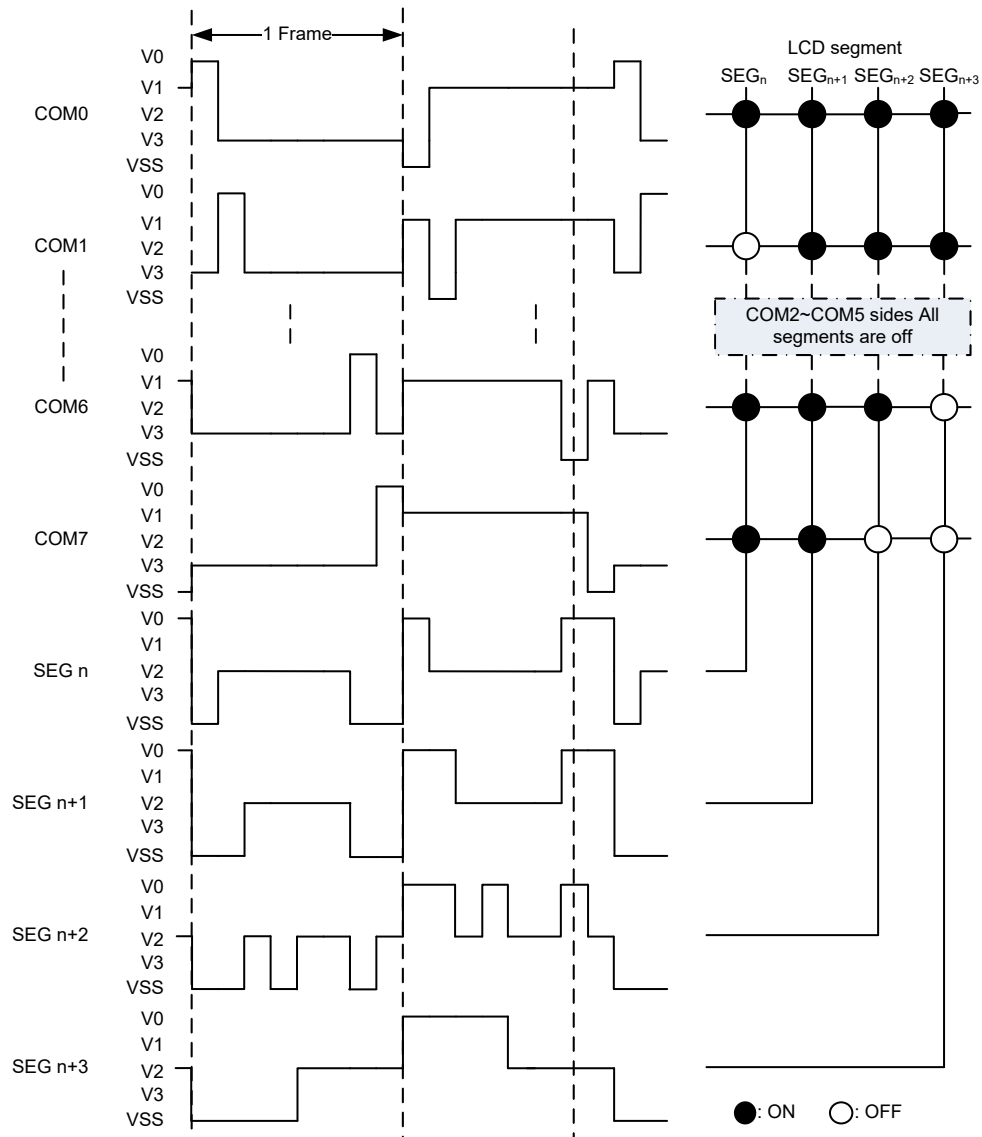 1 Frame
LCD segment
SEGn SEGn+1 SEGn+2 SEGn+3
COM0
V0
V1
V2
V3
VSS
COM1
V0
V1
V2
V3
VSS
COM2~COM5 sides All
segments are off
COM6
V0
V1
V2
V3
VSS
COM7
V0
V1
V2
V3
VSS
SEG n
V0
V1
V2
V3
VSS
SEG n+1
V0
V1
V2
V3
VSS
SEG n+2
V0
V1
V2
V3
VSS
SEG n+3
V0
V1
V2
V3
VSS
: ON : OFF